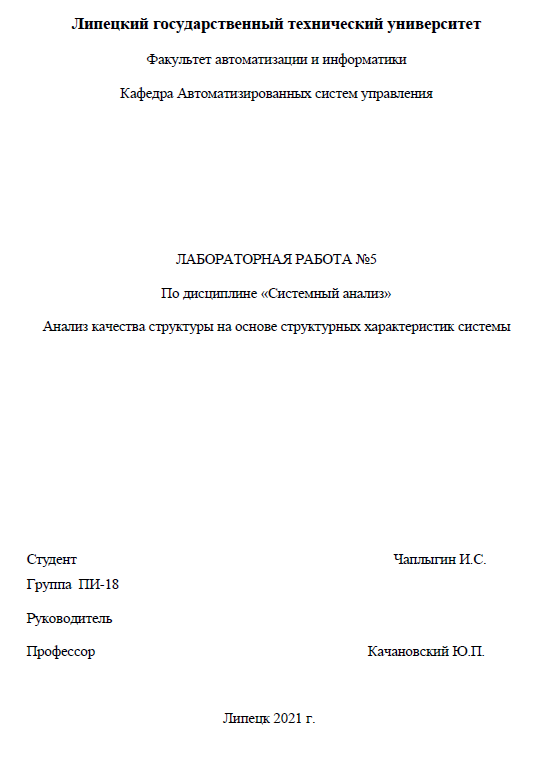 Липецкий государственный технический университет
Факультет автоматизации и информатики
Кафедра Автоматизированных систем управления
ЛАБОРАТОРНАЯ РАБОТА №5
По дисциплине «Системный анализ»
Анализ качества структуры на основе структурных характеристик системы
Студент Чаплыгин И.С.
Группа ПИ-18
Руководитель
Профессор Качановский Ю.П.
Липецк 2021 г.